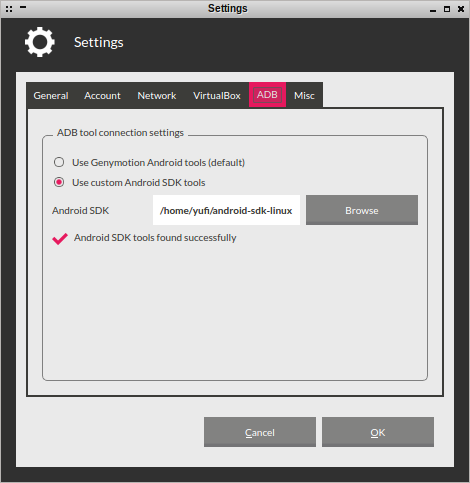 Settings
Settings
General Account Network VirtualBox ADB Misc
ADB tool connection settings
Use Genymotion Android tools (default)
Use custom Android SDK tools
Android SDK /home/yufi/android-sdk-linux Browse
Android SDK tools found successfully
Cancel OK